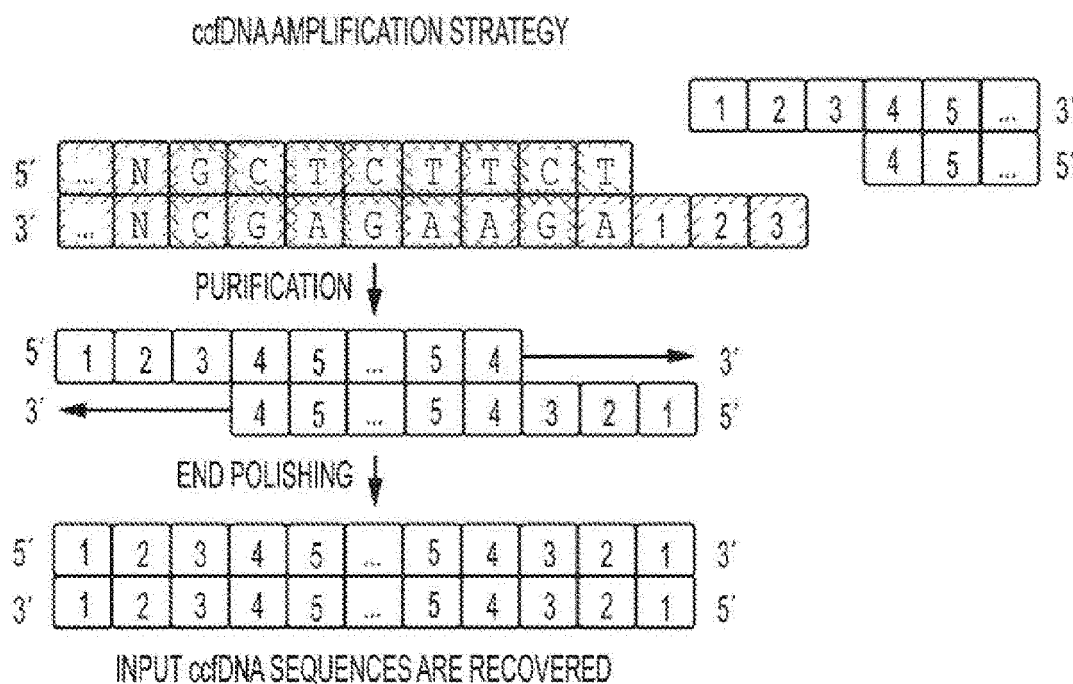 ccfDNA AMPLIFICATION STRATEGY
1 2 3 4 5 ... 3'
4 5 ... 5'
5' ... N G C T C T T C T
3' ... N C G A G A A G A 1 2 3
PURIFICATION
5' 1 2 3 4 5 ... 5 4 3'
3' 4 5 ... 5 4 3 2 1 5'
END POLISHING
5' 1 2 3 4 5 ... 5 4 3 2 1 3'
3' 1 2 3 4 5 ... 5 4 3 2 1 5'
INPUT ccfDNA SEQUENCES ARE RECOVERED